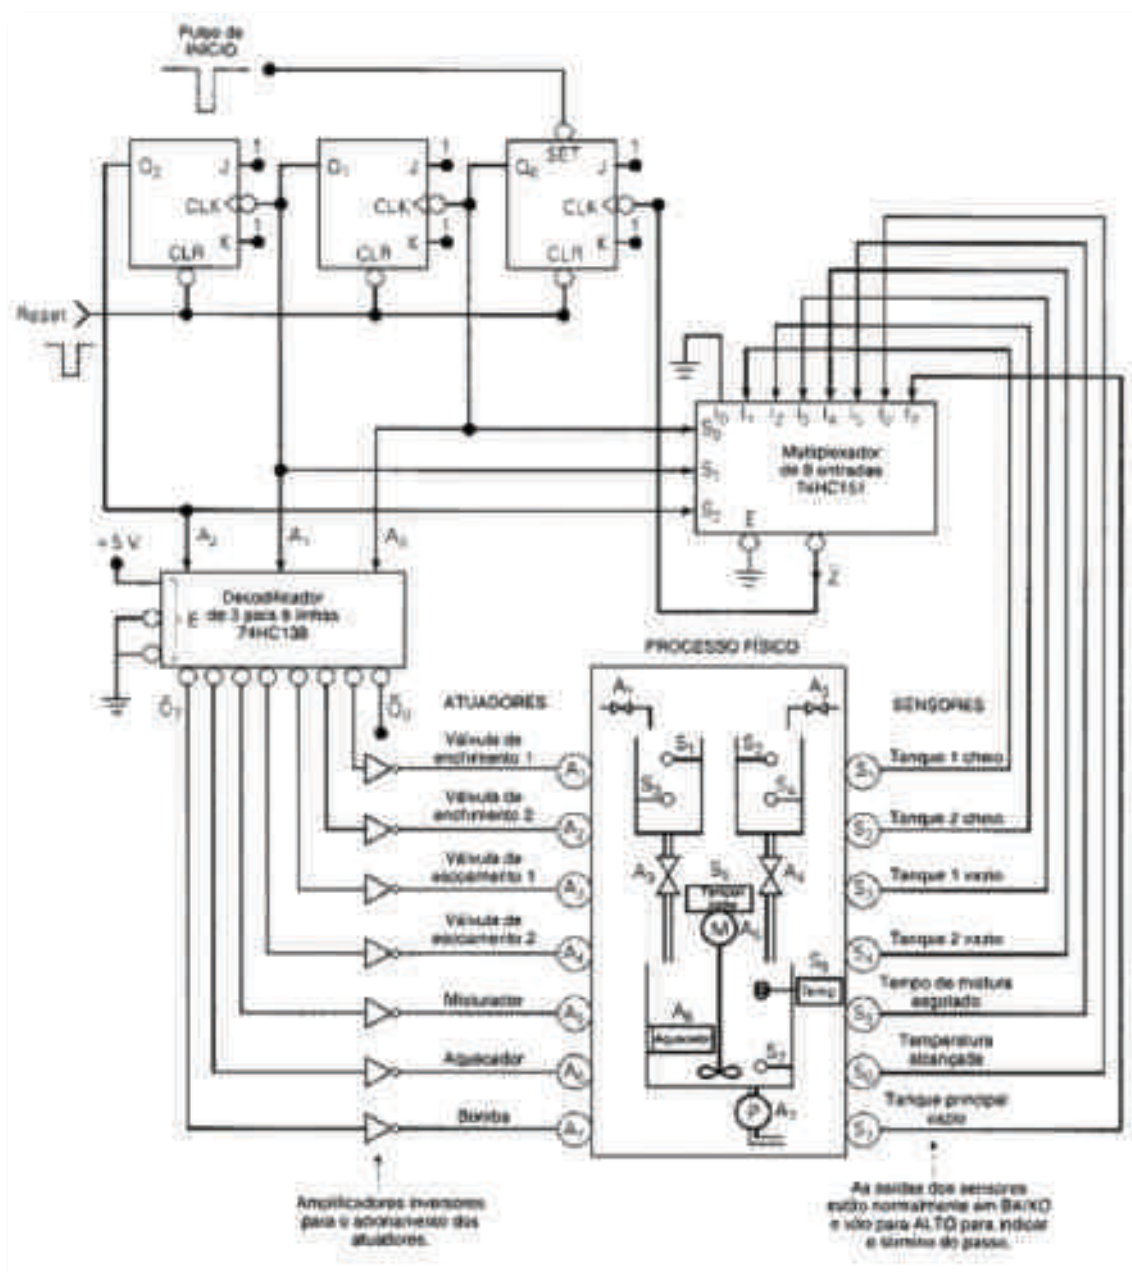 Pulso de
INÍCIO
Q2
J
1
CLK
K
1
CLR
Q1
J
1
CLK
K
1
CLR
SET
Q0
J
1
CLK
K
1
CLR
Reset
I0
I1
I2
I3
I4
I5
I6
I7
S0
S1
S2
Multiplexador
de 8 entradas
74HC151
E
Z
+5 V
A2
A1
A0
Decodificador
de 3 para 8 linhas
74HC138
E
Ō7
Ō0
ATUADORES
PROCESSO FÍSICO
SENSORES
Válvula de
enchimento 1
A1
Válvula de
enchimento 2
A2
Válvula de
escoamento 1
A3
Válvula de
escoamento 2
A4
Misturador
A5
Aquecedor
A6
Bomba
A7
A1
A2
S1
S2
S3
S4
A3
A4
S5
M
A5
S6
Temp
A6
Aquecedor
S7
P
A7
S1
Tanque 1 cheio
S2
Tanque 2 cheio
S3
Tanque 1 vazio
S4
Tanque 2 vazio
S5
Tempo de mistura
esgotado
S6
Temperatura
alcançada
S7
Tanque principal
vazio
Amplificadores inversores
para o acionamento dos
atuadores.
As saídas dos sensores
estão normalmente em BAIXO
e vão para ALTO para indicar
o término do passo.